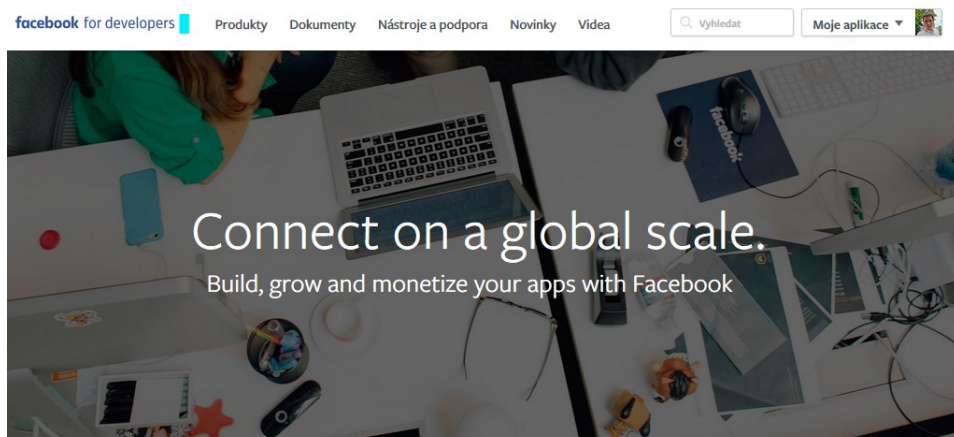 facebook for developers Produkty Dokumenty Nástroje a podpora Novinky Videa Vyhledat Moje aplikace
facebook
Connect on a global scale.
Build, grow and monetize your apps with Facebook